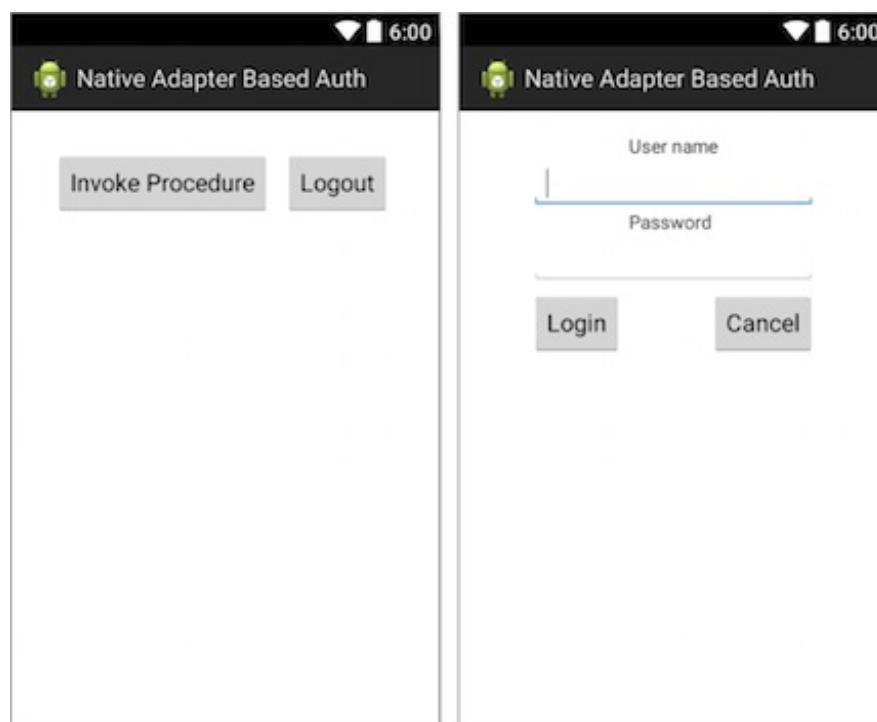 6:00
Native Adapter Based Auth
Invoke Procedure Logout
6:00
Native Adapter Based Auth
User name
Password
Login Cancel